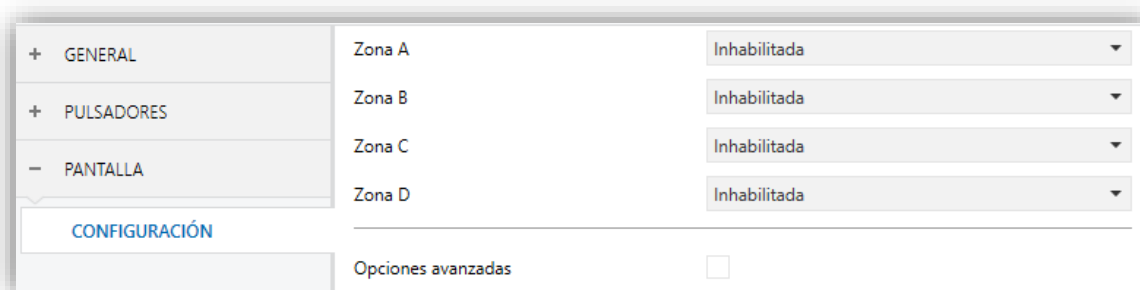 GENERAL
PULSADORES
PANTALLA
CONFIGURACIÓN
Zona A Inhabilitada
Zona B Inhabilitada
Zona C Inhabilitada
Zona D Inhabilitada
Opciones avanzadas